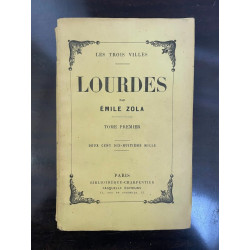 LES TROIS VILLES
LOURDES
PAR
ÉMILE ZOLA
TOME PREMIER
PARIS
BIBLIOTHÈQUE-CHARPENTIER